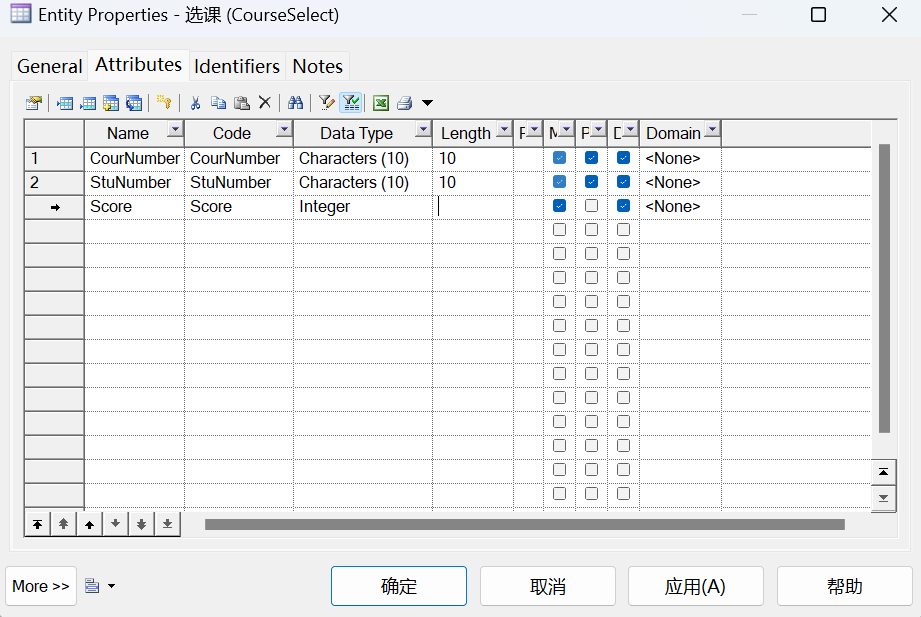 Entity Properties - 选课 (CourseSelect)
General Attributes Identifiers Notes
Name Code Data Type Length F M P D Domain
1 CourNumber CourNumber Characters (10) 10 <None>
2 StuNumber StuNumber Characters (10) 10 <None>
Score Score Integer <None>
More >> 确定 取消 应用(A) 帮助